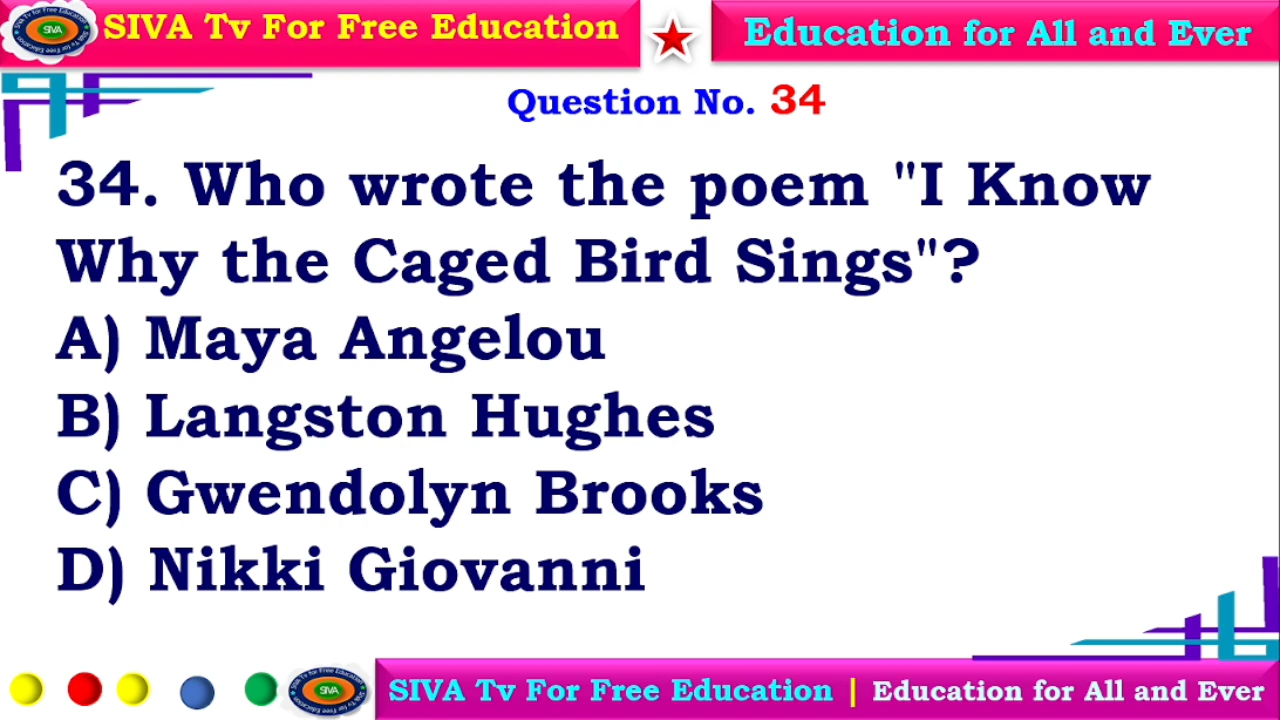 SIVA Tv For Free Education
Education for All and Ever
Question No. 34
34. Who wrote the poem "I Know
Why the Caged Bird Sings"?
A) Maya Angelou
B) Langston Hughes
C) Gwendolyn Brooks
D) Nikki Giovanni
SIVA
SIVA Tv For Free Education | Education for All and Ever